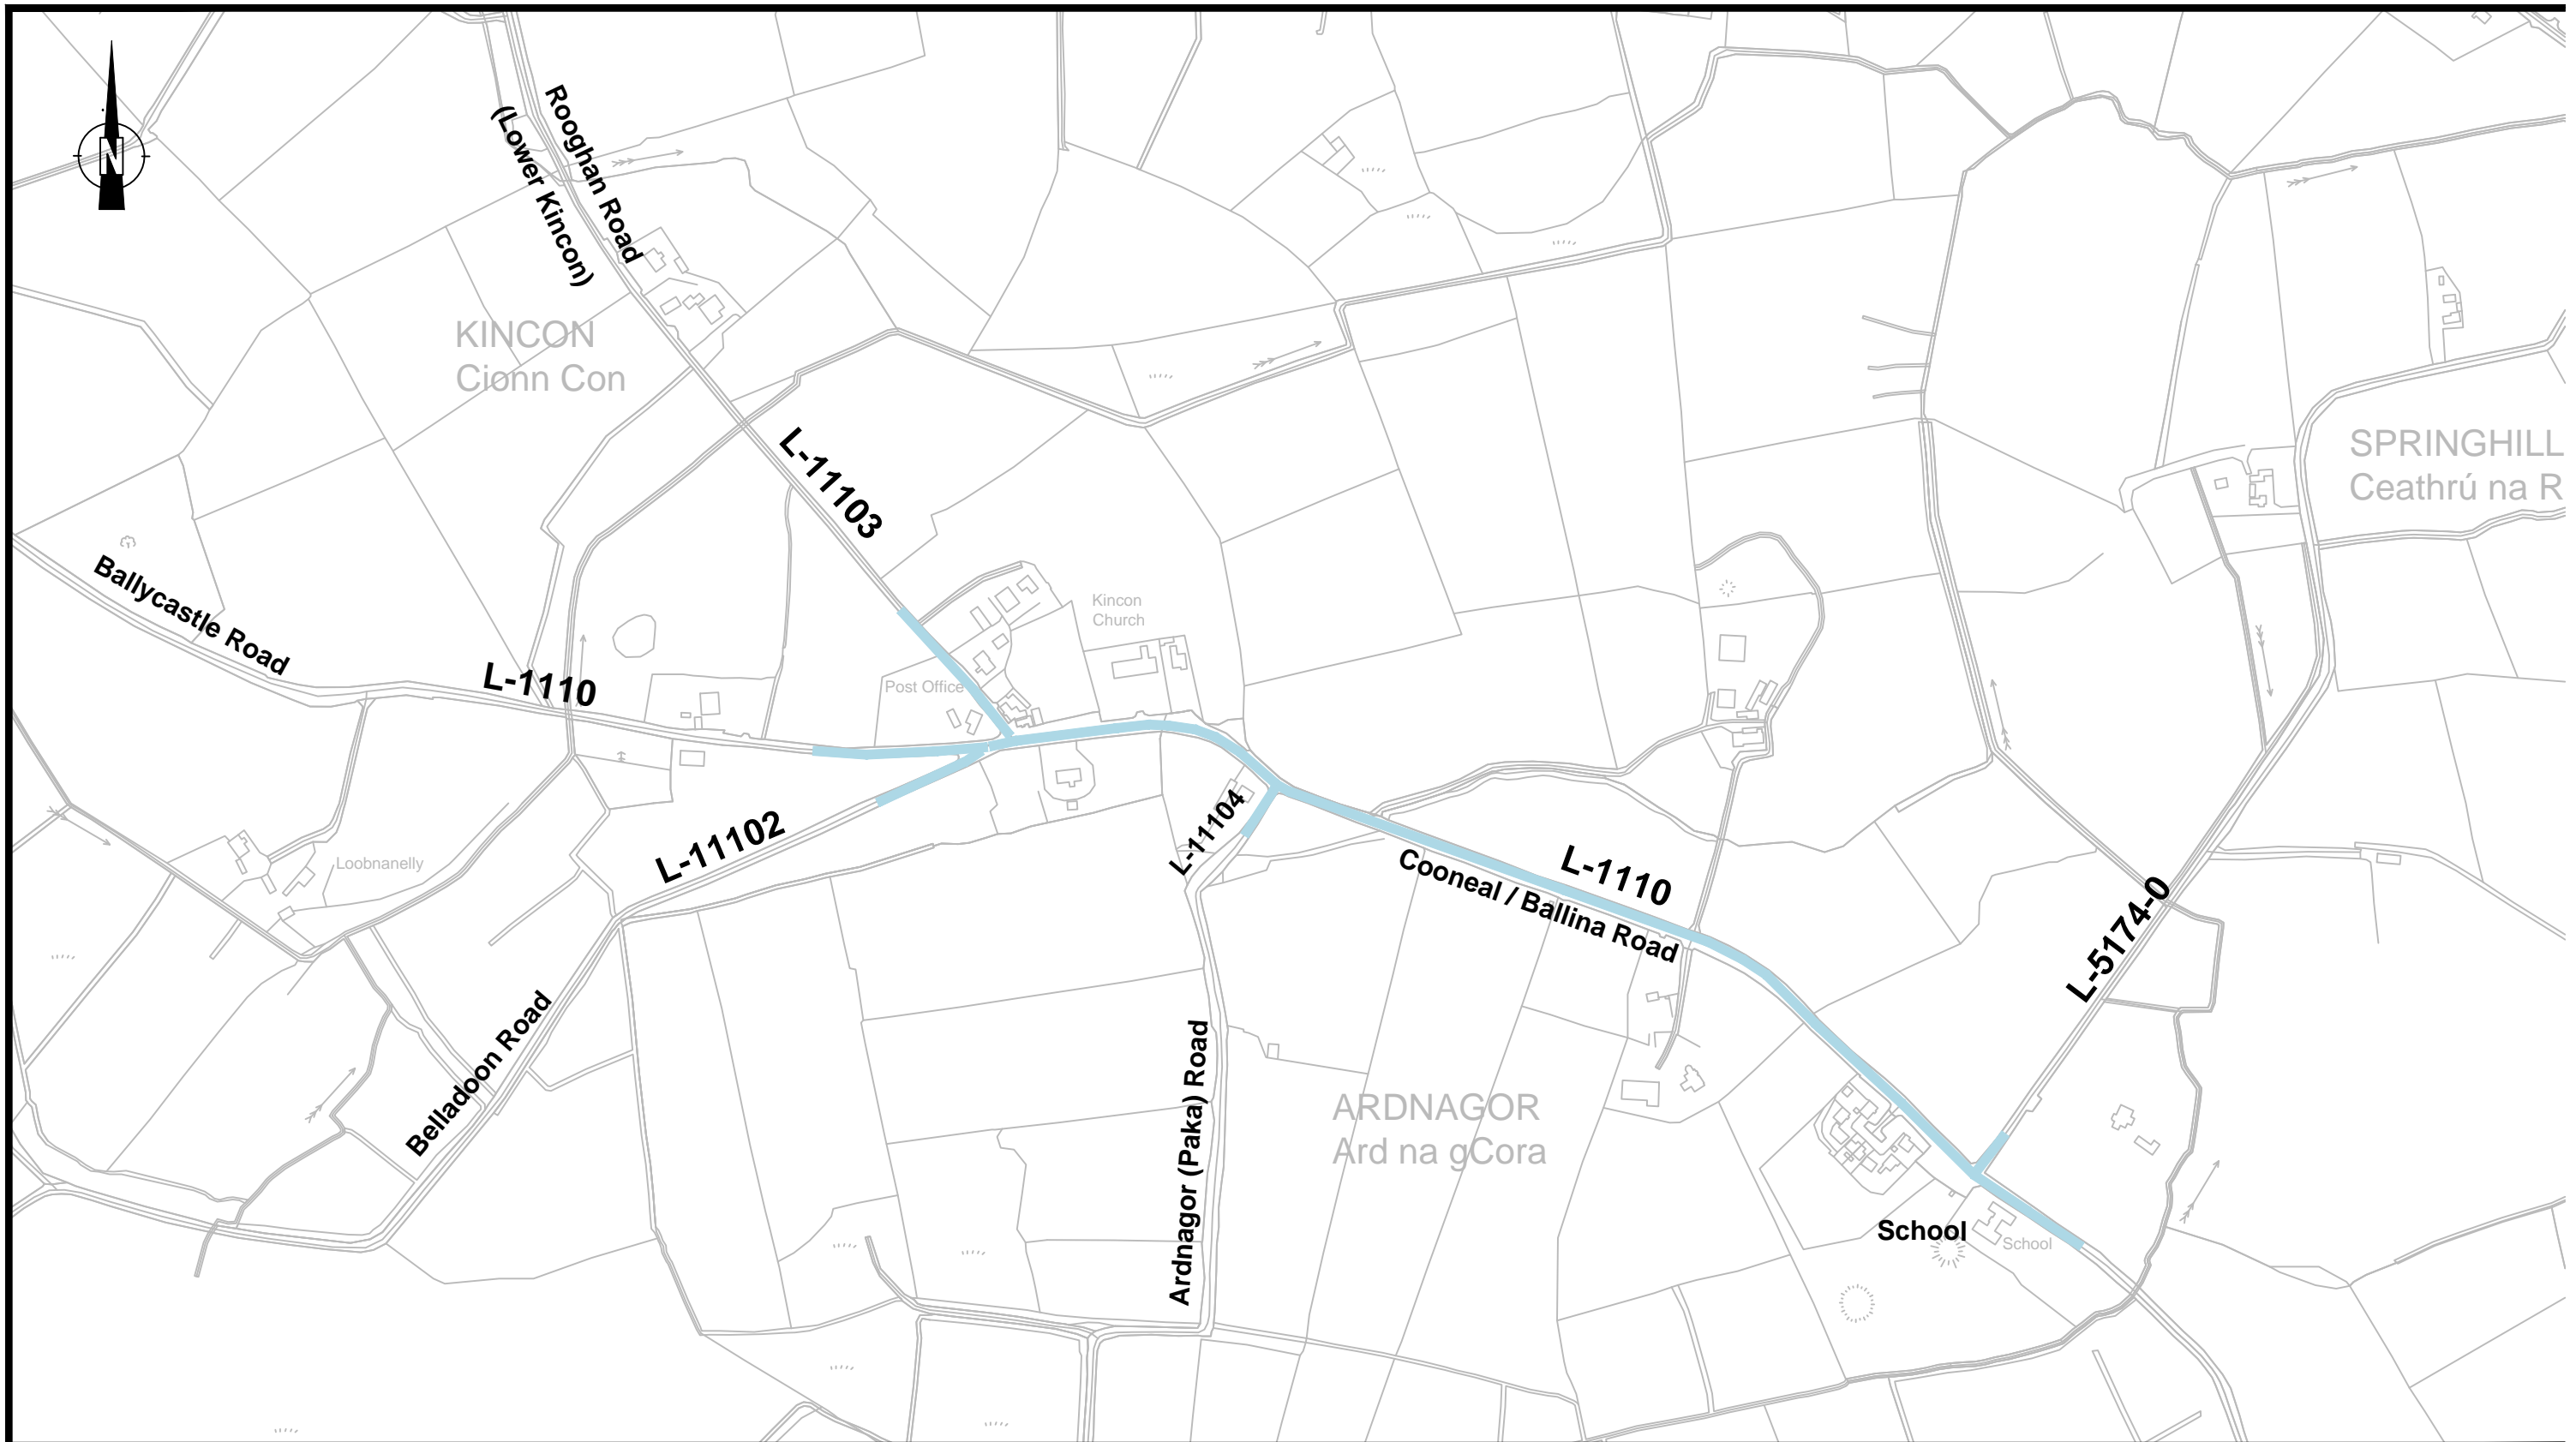 N
Rooghan Road
(Lower Kincon)
KINCON
Cionn Con
L-11103
SPRINGHILL
Ceathrú na R
Ballycastle Road
L-1110
Kincon
Church
Post Office
L-11102
L-11104
Loobnanelly
L-1110
Cooneal / Ballina Road
L-5174-0
Belladoon Road
Ardnagor (Paka) Road
ARDNAGOR
Ard na gCora
School
School